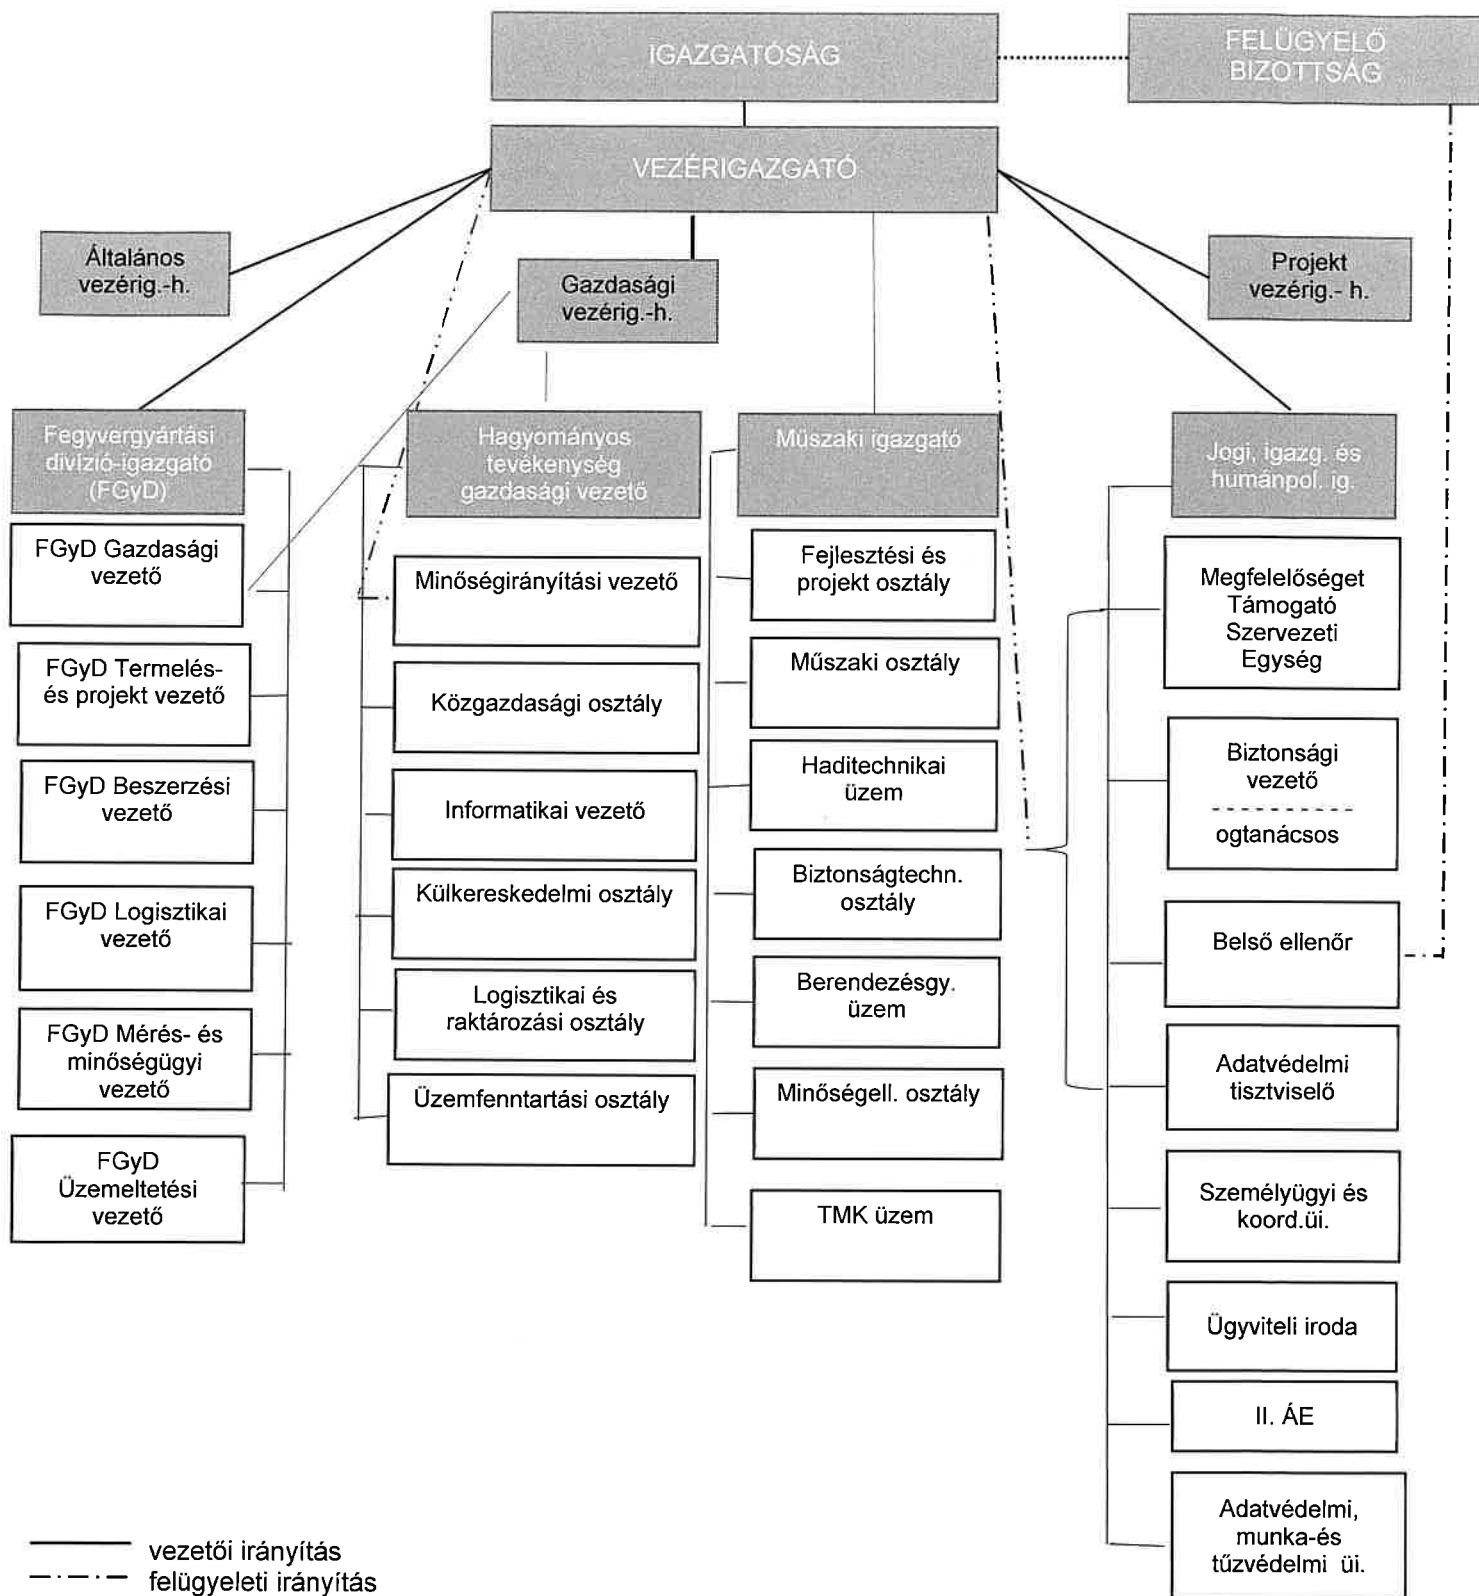 IGAZGATÓSÁG
FELÜGYELŐ
BIZOTTSÁG
VEZÉRIGAZGATÓ
Általános
vezérig.-h.
Gazdasági
vezérig.-h.
Projekt
vezérig.- h.
Fegyvergyártási
divízió-igazgató
(FGyD)
FGyD Gazdasági
vezető
FGyD Termelés-
és projekt vezető
FGyD Beszerzési
vezető
FGyD Logisztikai
vezető
FGyD Mérés- és
minőségügyi
vezető
FGyD
Üzemeltetési
vezető
Hagyományos
tevékenység
gazdasági vezető
Minőségirányítási vezető
Közgazdasági osztály
Informatikai vezető
Külkereskedelmi osztály
Logisztikai és
raktározási osztály
Üzemfenntartási osztály
Műszaki igazgató
Fejlesztési és
projekt osztály
Műszaki osztály
Haditechnikai
üzem
Biztonságtechn.
osztály
Berendezésgy.
üzem
Minőségell. osztály
TMK üzem
Jogi, igazg. és
humánpol. ig.
Megfelelőséget
Támogató
Szervezeti
Egység
Biztonsági
vezető
ogtanácsos
Belső ellenőr
Adatvédelmi
tisztviselő
Személyügyi és
koord.üi.
Ügyviteli iroda
II. ÁE
Adatvédelmi,
munka-és
tűzvédelmi üi.
vezetői irányítás
felügyeleti irányítás